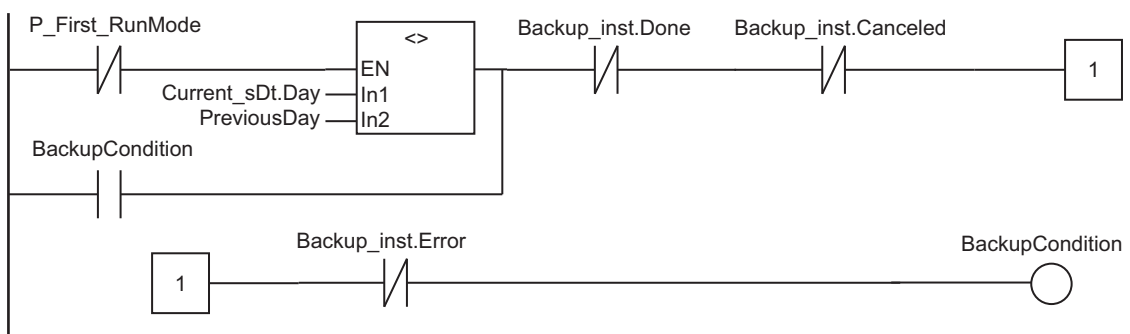 P_First_RunMode
<>
Backup_inst.Done
Backup_inst.Canceled
EN
1
Current_sDt.Day
In1
PreviousDay
In2
BackupCondition
Backup_inst.Error
BackupCondition
1